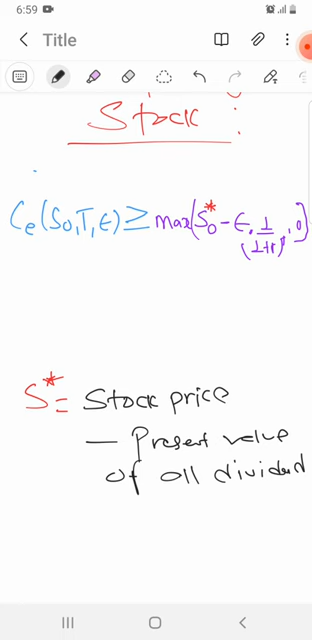 6:59
Title
Stock :
Ce(S0,T,E) ≥ max(S0* - E. 1/(1+r)T, 0)
S* = Stock price
— Present value
of all dividend